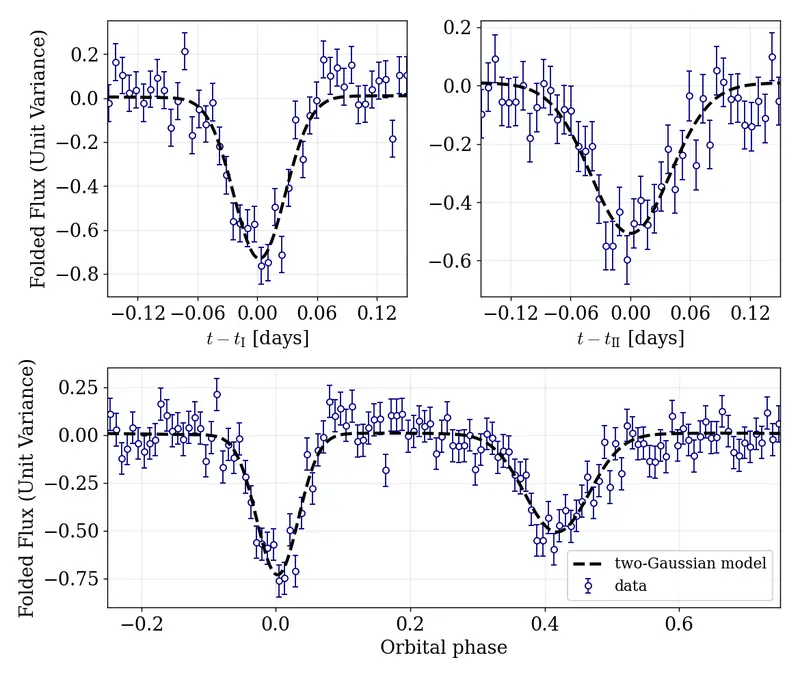 0.2
0.0
−0.2
−0.4
−0.6
−0.8
Folded Flux (Unit Variance)
−0.12 −0.06 0.00 0.06 0.12
t − tI [days]
0.2
0.0
−0.2
−0.4
−0.6
−0.12 −0.06 0.00 0.06 0.12
t − tII [days]
0.25
0.00
−0.25
−0.50
−0.75
Folded Flux (Unit Variance)
two-Gaussian model
data
−0.2 0.0 0.2 0.4 0.6
Orbital phase